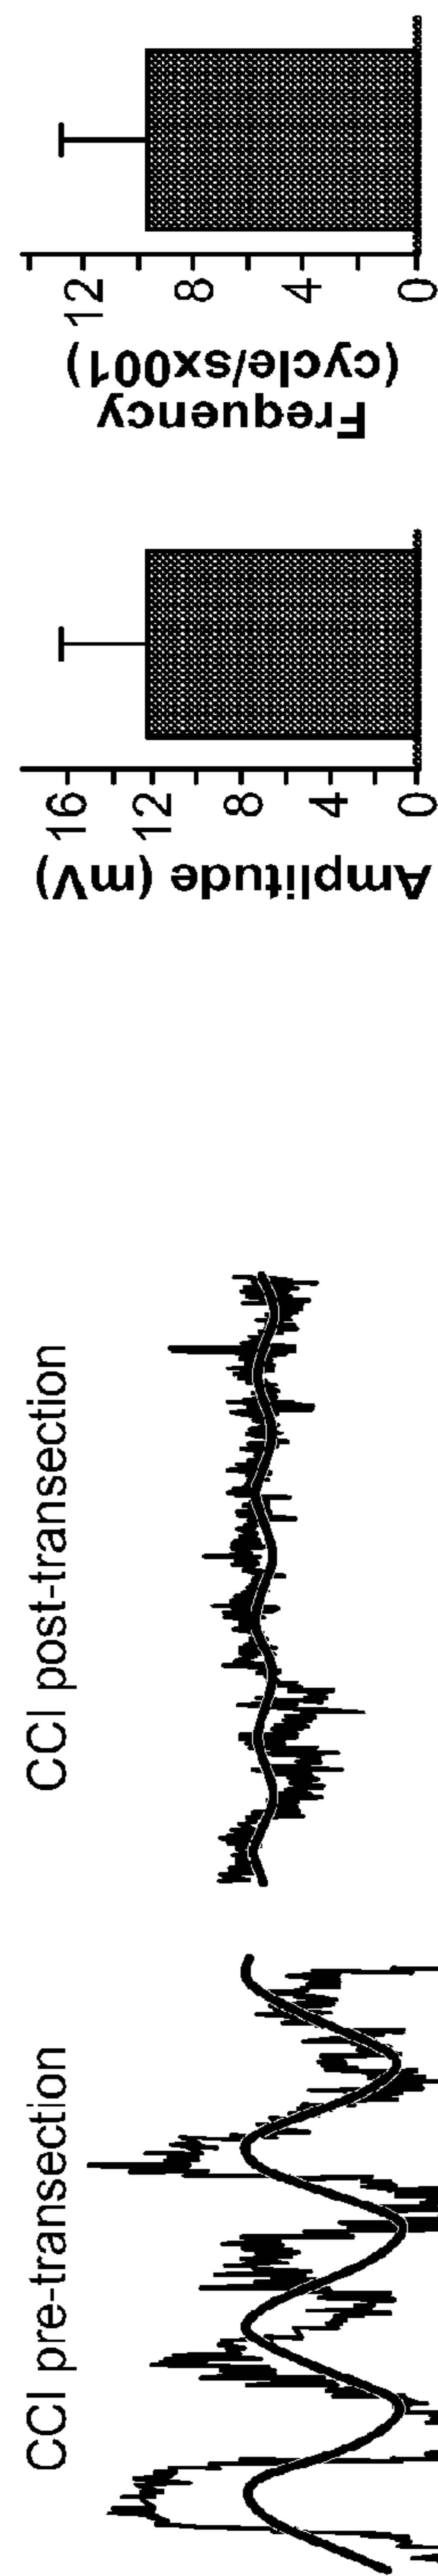 CCI pre-transection
CCI post-transection
Amplitude (mV)
16
12
8
4
0
Frequency
(cycle/sx001)
12
8
4
0